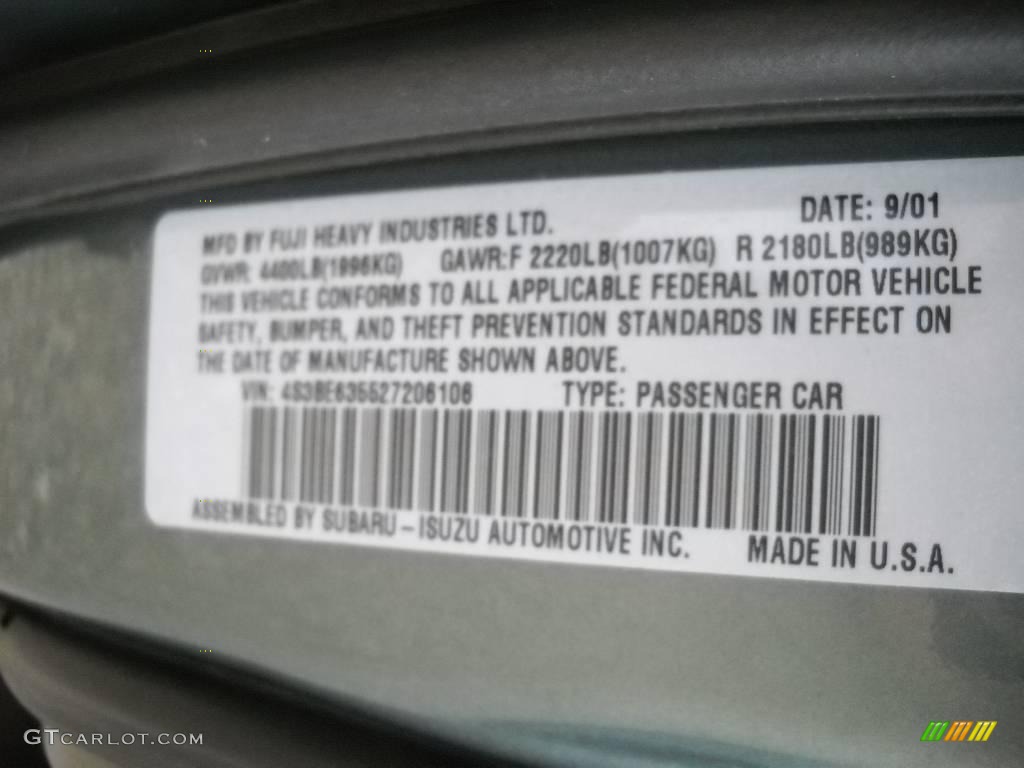 MFD BY FUJI HEAVY INDUSTRIES LTD. DATE: 9/01
GVWR: 4400LB(1996KG) GAWR:F 2220LB(1007KG) R 2180LB(989KG)
THIS VEHICLE CONFORMS TO ALL APPLICABLE FEDERAL MOTOR VEHICLE
SAFETY, BUMPER, AND THEFT PREVENTION STANDARDS IN EFFECT ON
THE DATE OF MANUFACTURE SHOWN ABOVE.
VIN: 4S3BE635527206106 TYPE: PASSENGER CAR
ASSEMBLED BY SUBARU-ISUZU AUTOMOTIVE INC. MADE IN U.S.A.
GTCARLOT.COM